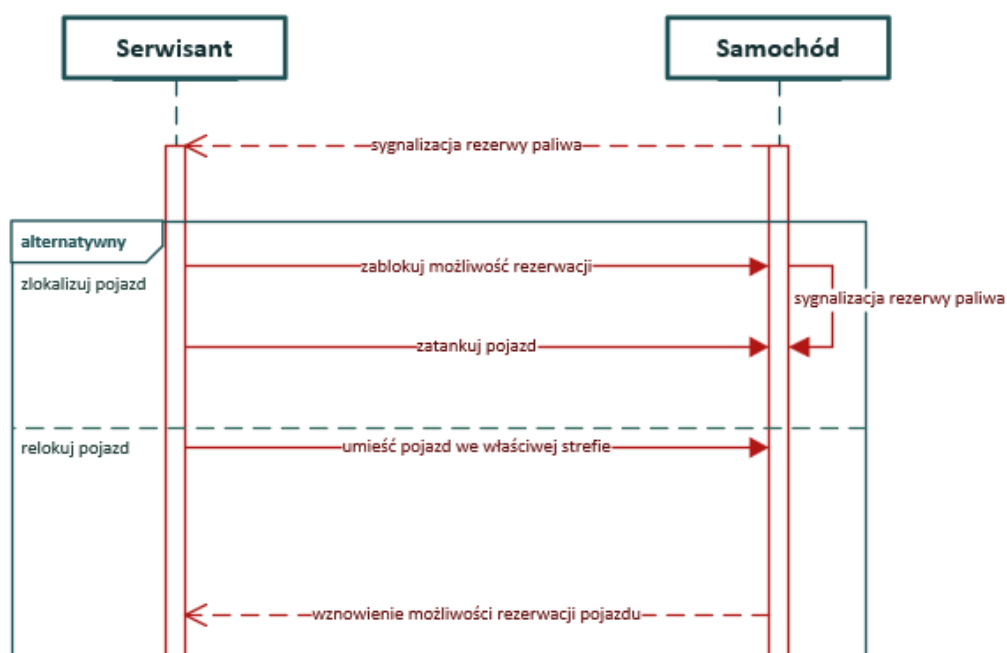 Serwisant
Samochód
sygnalizacja rezerwy paliwa
alternatywny
zlokalizuj pojazd
zablokuj możliwość rezerwacji
sygnalizacja rezerwy paliwa
zatankuj pojazd
relokuj pojazd
umieść pojazd we właściwej strefie
wznowienie możliwości rezerwacji pojazdu